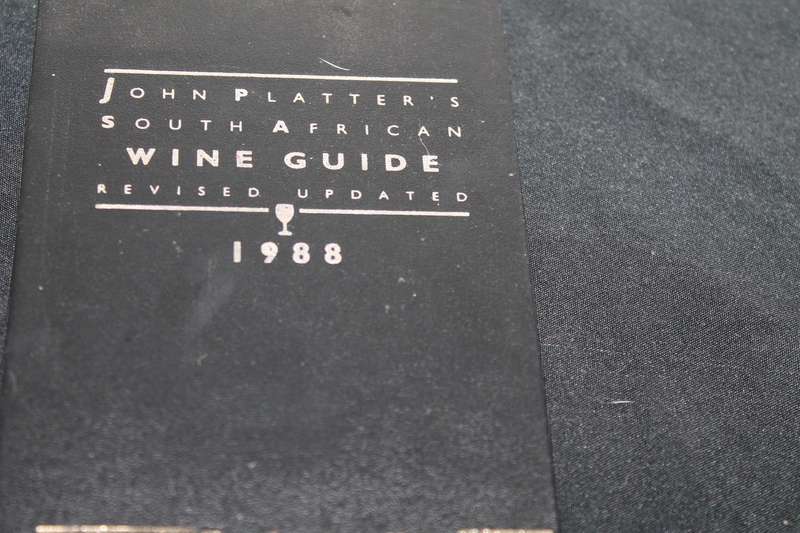 JOHN PLATTER'S
SOUTH AFRICAN
WINE GUIDE
REVISED UPDATED
1988